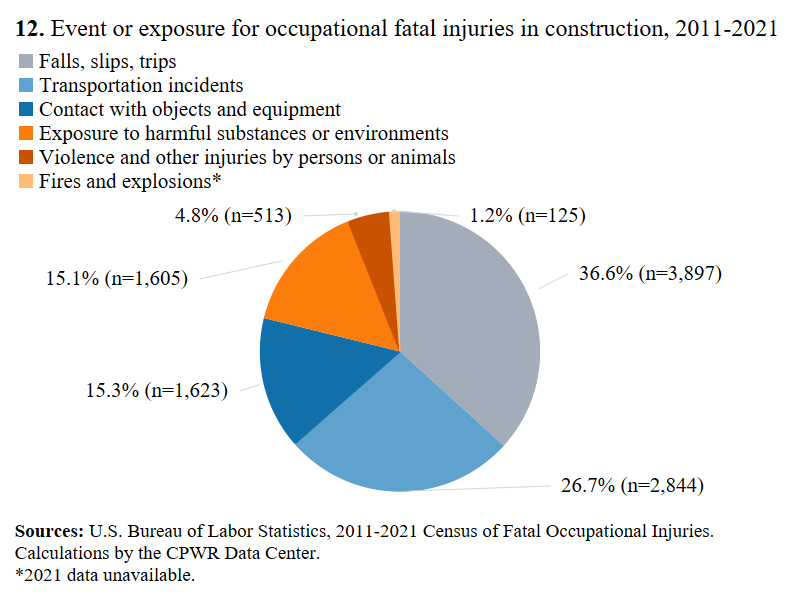 12. Event or exposure for occupational fatal injuries in construction, 2011-2021
Falls, slips, trips
Transportation incidents
Contact with objects and equipment
Exposure to harmful substances or environments
Violence and other injuries by persons or animals
Fires and explosions*
4.8% (n=513)
1.2% (n=125)
36.6% (n=3,897)
15.1% (n=1,605)
15.3% (n=1,623)
26.7% (n=2,844)
Sources: U.S. Bureau of Labor Statistics, 2011-2021 Census of Fatal Occupational Injuries.
Calculations by the CPWR Data Center.
*2021 data unavailable.